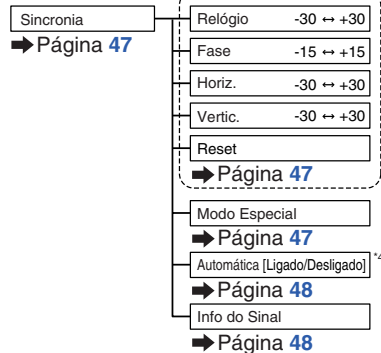 Sincronia
➡ Página 47
Relógio -30 ↔ +30
Fase -15 ↔ +15
Horiz. -30 ↔ +30
Vertic. -30 ↔ +30
Reset
➡ Página 47
Modo Especial
➡ Página 47
Automática [Ligado/Desligado] *4
➡ Página 48
Info do Sinal
➡ Página 48